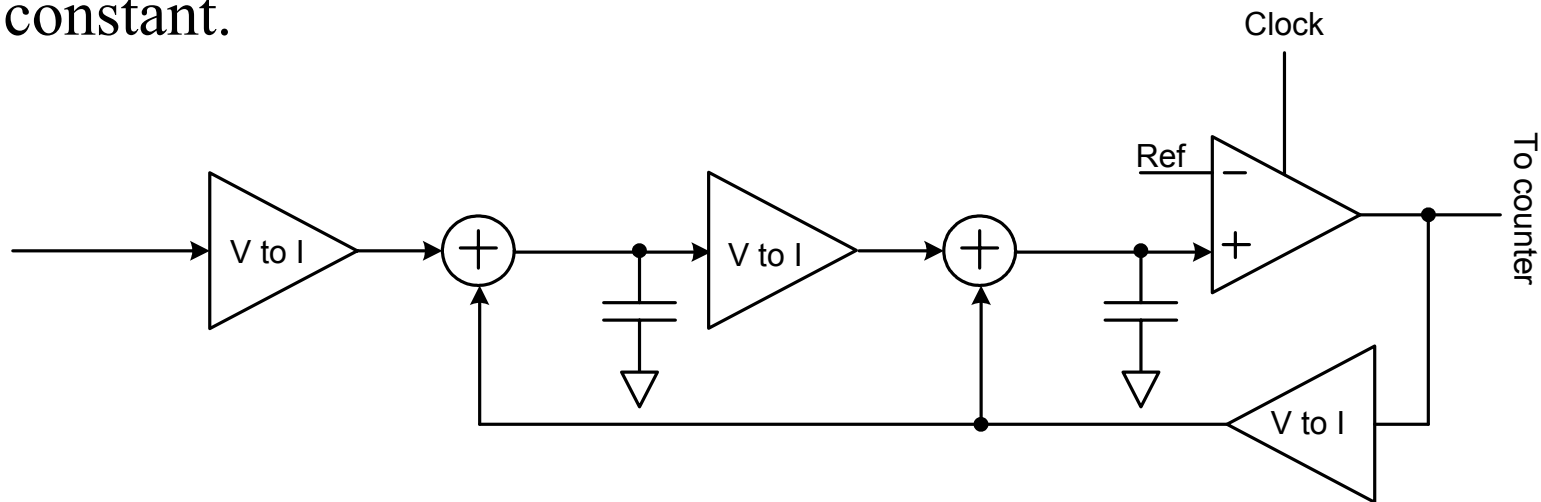 constant.
Clock
Ref
To counter
V to I
V to I
V to I